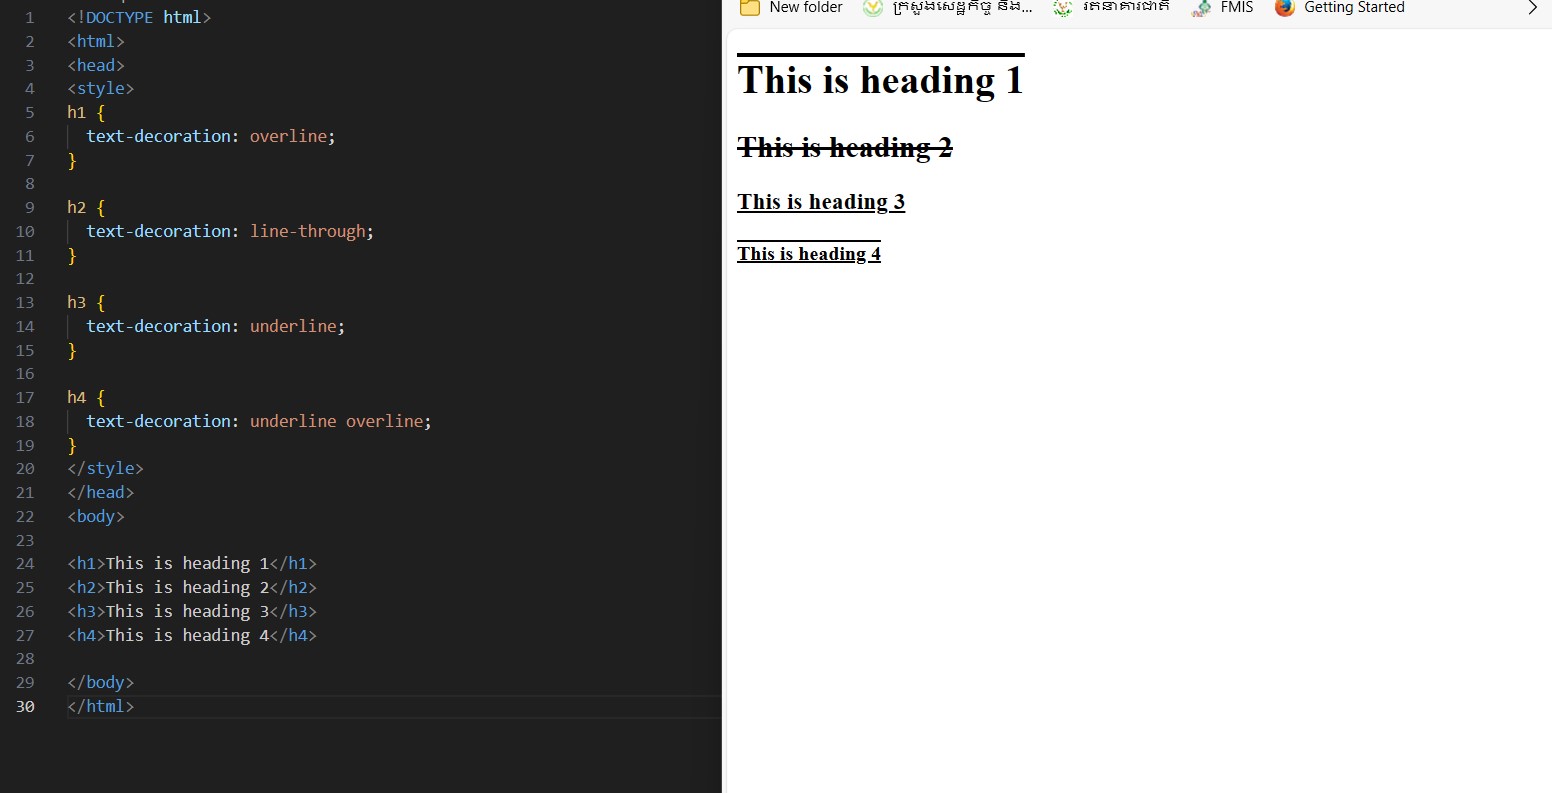 1 <!DOCTYPE html>
2 <html>
3 <head>
4 <style>
5 h1 {
6 text-decoration: overline;
7 }
8
9 h2 {
10 text-decoration: line-through;
11 }
12
13 h3 {
14 text-decoration: underline;
15 }
16
17 h4 {
18 text-decoration: underline overline;
19 }
20 </style>
21 </head>
22 <body>
23
24 <h1>This is heading 1</h1>
25 <h2>This is heading 2</h2>
26 <h3>This is heading 3</h3>
27 <h4>This is heading 4</h4>
28
29 </body>
30 </html>
New folder ក្រសួងសេដ្ឋកិច្ច និង... រតនាគារជាតិ FMIS Getting Started
This is heading 1
This is heading 2
This is heading 3
This is heading 4